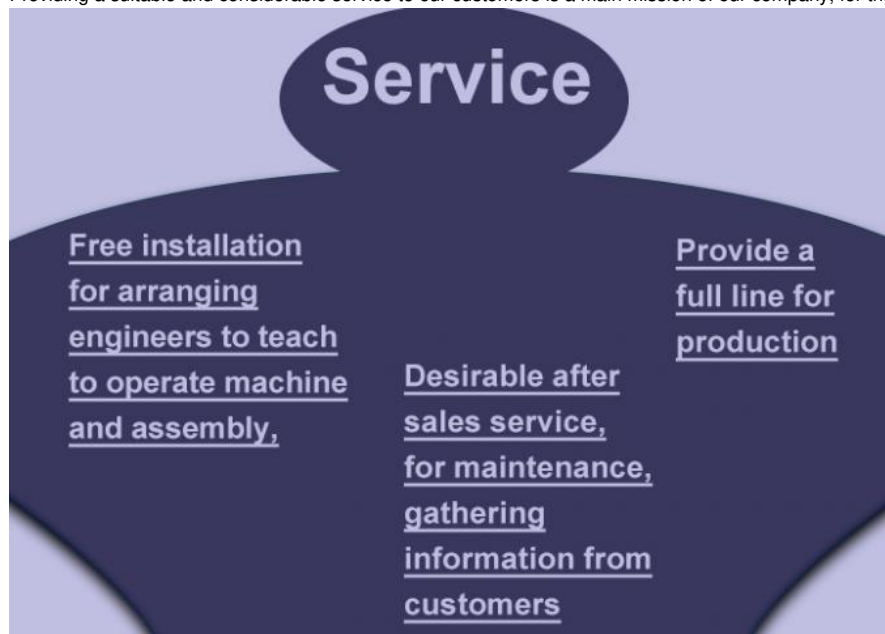 Providing a suitable and considerable service to our customers is a main mission of our company, for
Service
Free installation
for arranging
engineers to teach
to operate machine
and assembly,
Desirable after
sales service,
for maintenance,
gathering
information from
customers
Provide a
full line for
production